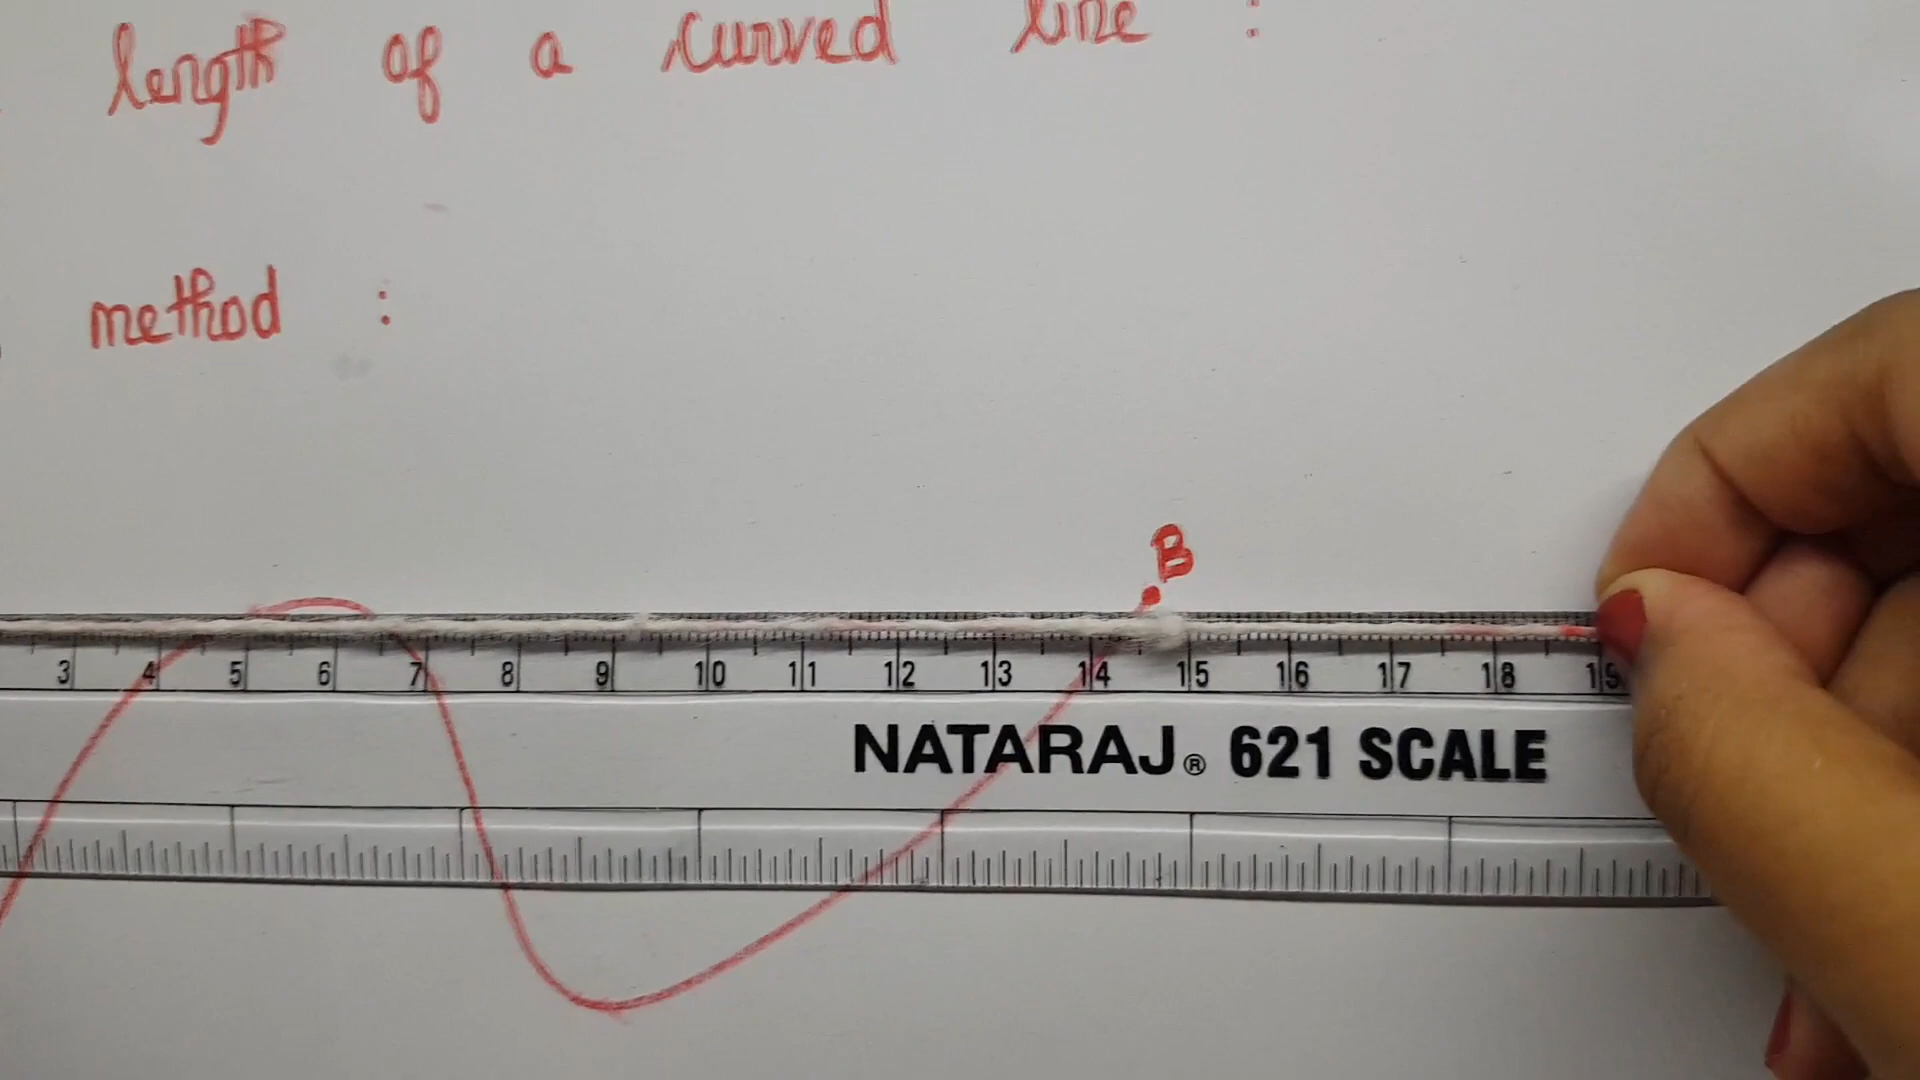 length of a curved line :
method :
B
3 4 5 6 7 8 9 10 11 12 13 14 15 16 17 18 19
NATARAJ® 621 SCALE